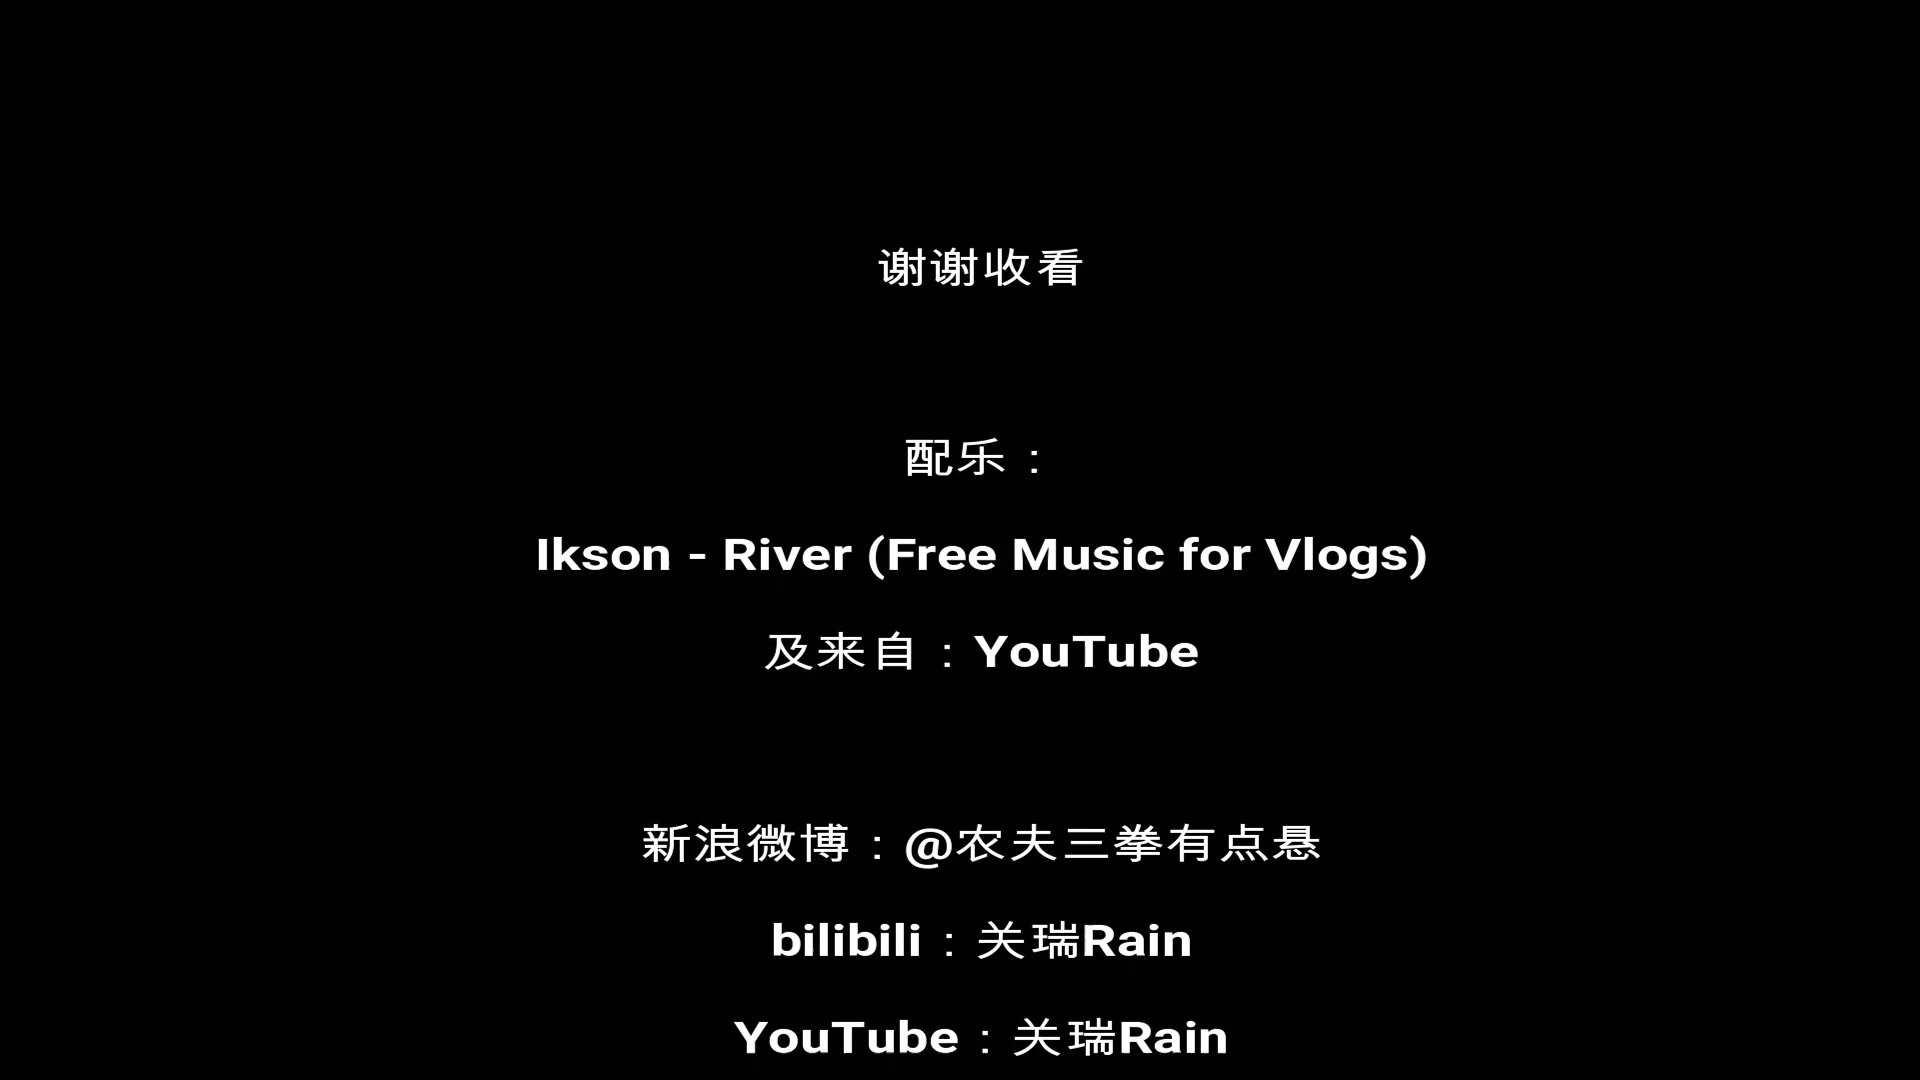 谢谢收看
配乐：
Ikson - River (Free Music for Vlogs)
及来自：YouTube
新浪微博：@农夫三拳有点悬
bilibili：关瑞Rain
YouTube：关瑞Rain